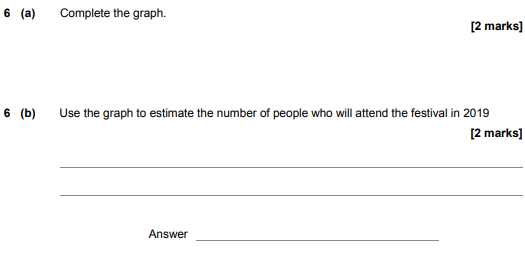 6 (a) Complete the graph.
[2 marks]
6 (b) Use the graph to estimate the number of people who will attend the festival in 2019
[2 marks]
Answer